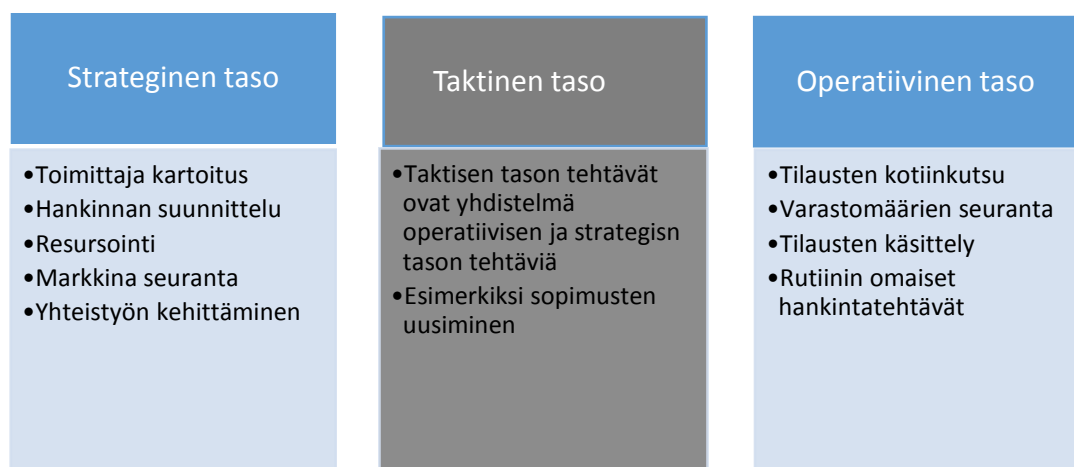 Strateginen taso
•Toimittaja kartoitus
•Hankinnan suunnittelu
•Resursointi
•Markkina seuranta
•Yhteistyön kehittäminen
Taktinen taso
•Taktisen tason tehtävät
ovat yhdistelmä
operatiivisen ja strategisn
tason tehtäviä
•Esimerkiksi sopimusten
uusiminen
Operatiivinen taso
•Tilausten kotiinkutsu
•Varastomäärien seuranta
•Tilausten käsittely
•Rutiinin omaiset
hankintatehtävät